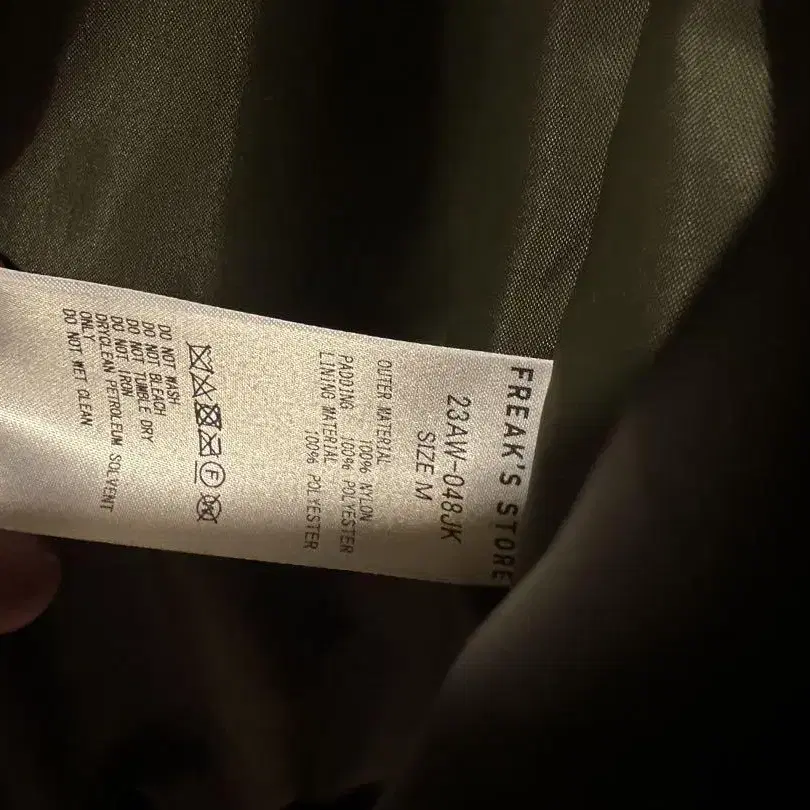 FREAK'S STORE
23AW-048JK
SIZE M
OUTER MATERIAL
100% NYLON
PADDING 100% POLYESTER
LINING MATERIAL
100% POLYESTER
F
DO NOT WASH
DO NOT BLEACH
DO NOT TUMBLE DRY
DO NOT IRON
DRYCLEAN PETROLEUM SOLVENT
ONLY
DO NOT WET CLEAN